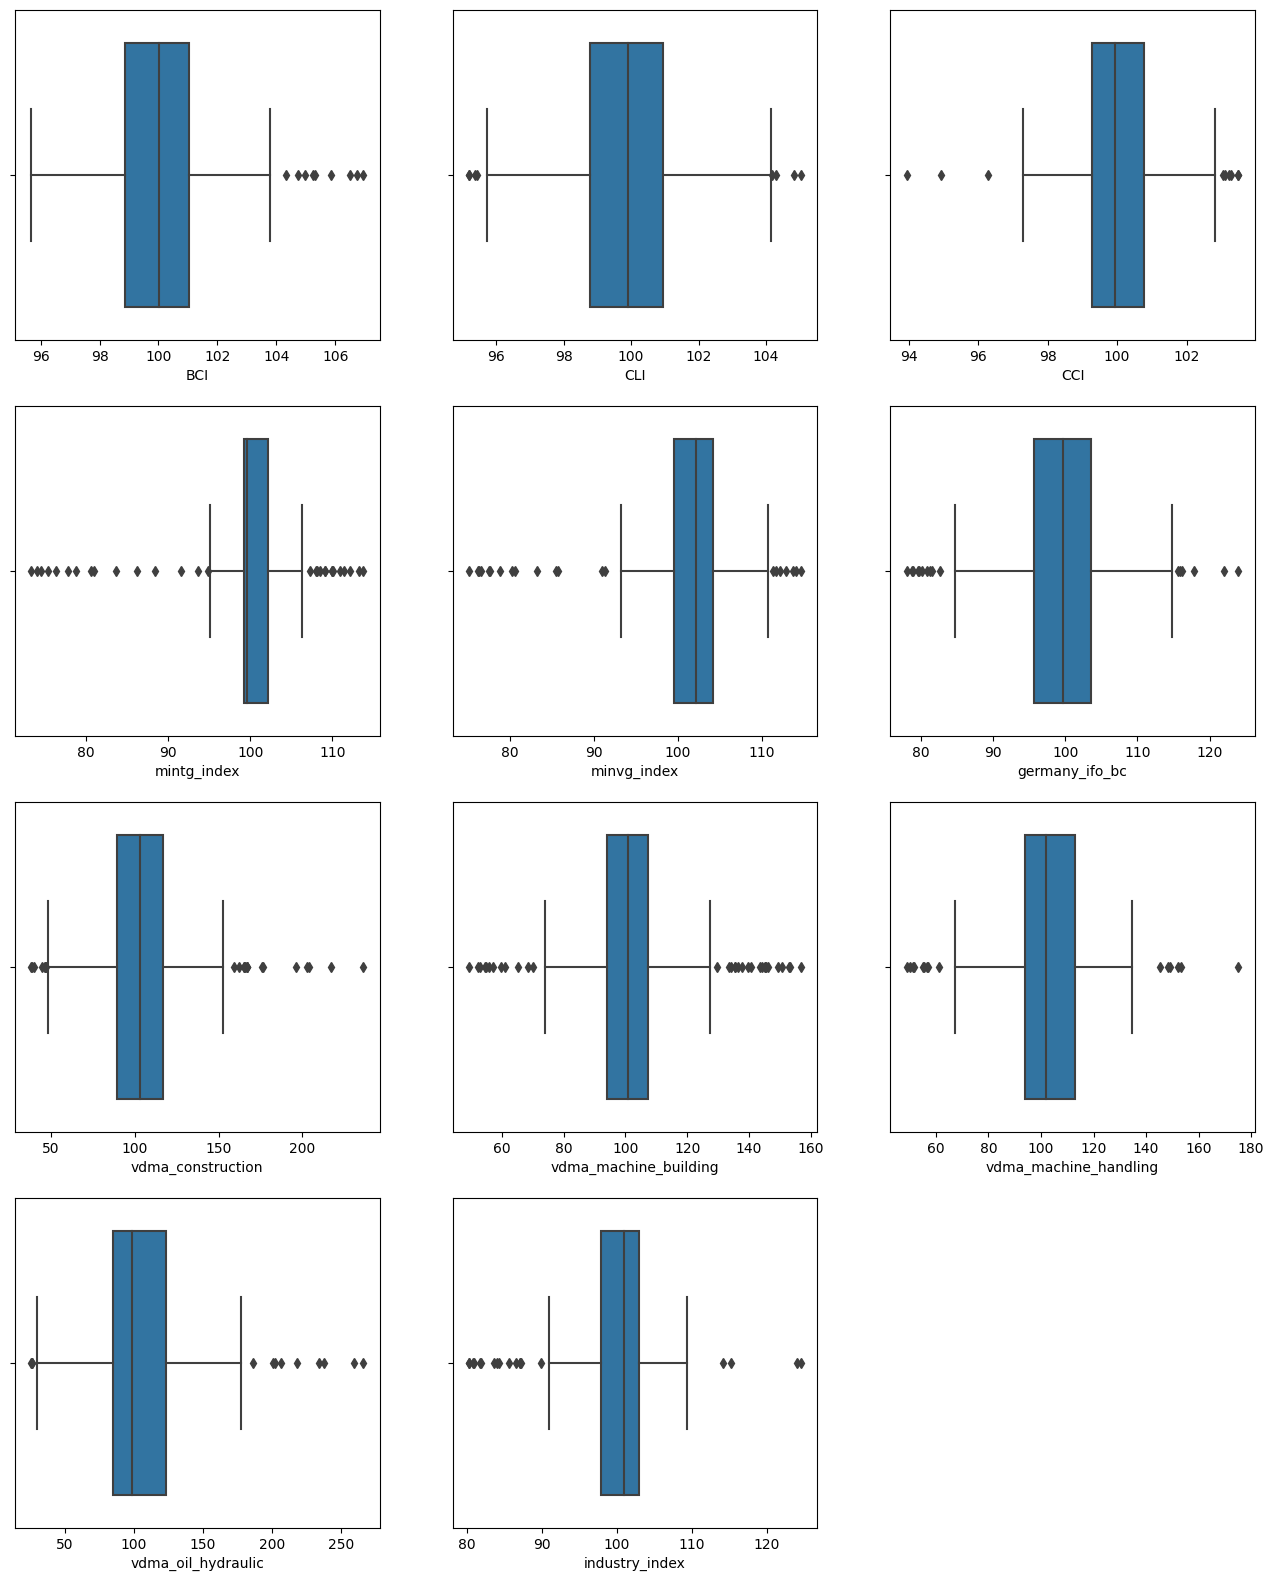 96 98 100 102 104 106
BCI
96 98 100 102 104
CLI
94 96 98 100 102
CCI
80 90 100 110
mintg_index
80 90 100 110
minvg_index
80 90 100 110 120
germany_ifo_bc
50 100 150 200
vdma_construction
60 80 100 120 140 160
vdma_machine_building
60 80 100 120 140 160 180
vdma_machine_handling
50 100 150 200 250
vdma_oil_hydraulic
80 90 100 110 120
industry_index